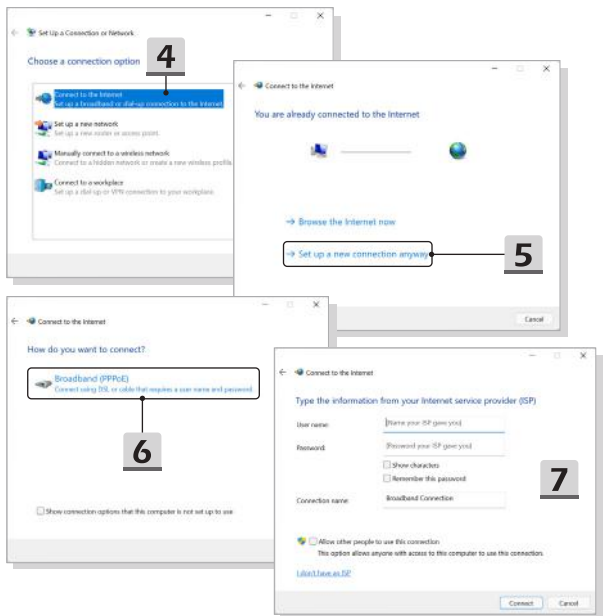 Set Up a Connection or Network
Choose a connection option
4
Connect to the Internet
Set up a broadband or dial-up connection to the Internet
Set up a new network
Set up a new router or access point.
Manually connect to a wireless network
Connect to a hidden network or create a new wireless profile
Connect to a workplace
Set up a dial-up or VPN connection to your workplace.
Connect to the Internet
You are already connected to the Internet
→ Browse the Internet now
→ Set up a new connection anyway
5
Cancel
Connect to the Internet
How do you want to connect?
Broadband (PPPoE)
Connect using DSL or cable that requires a user name and password.
6
Show connection options that this computer is not set up to use
Connect to the Internet
Type the information from your Internet service provider (ISP)
User name: [Name your ISP gave you]
Password: [Password your ISP gave you]
Show characters
Remember this password
7
Connection name: Broadband Connection
Allow other people to use this connection
This option allows anyone with access to this computer to use this connection.
I don't have an ISP
Connect Cancel